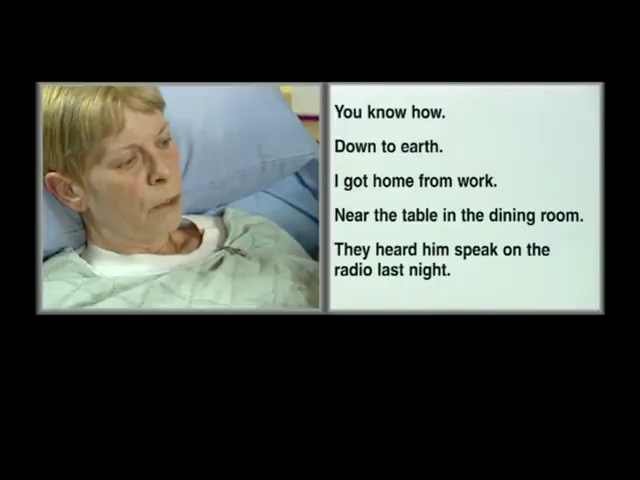 You know how.
Down to earth.
I got home from work.
Near the table in the dining room.
They heard him speak on the
radio last night.